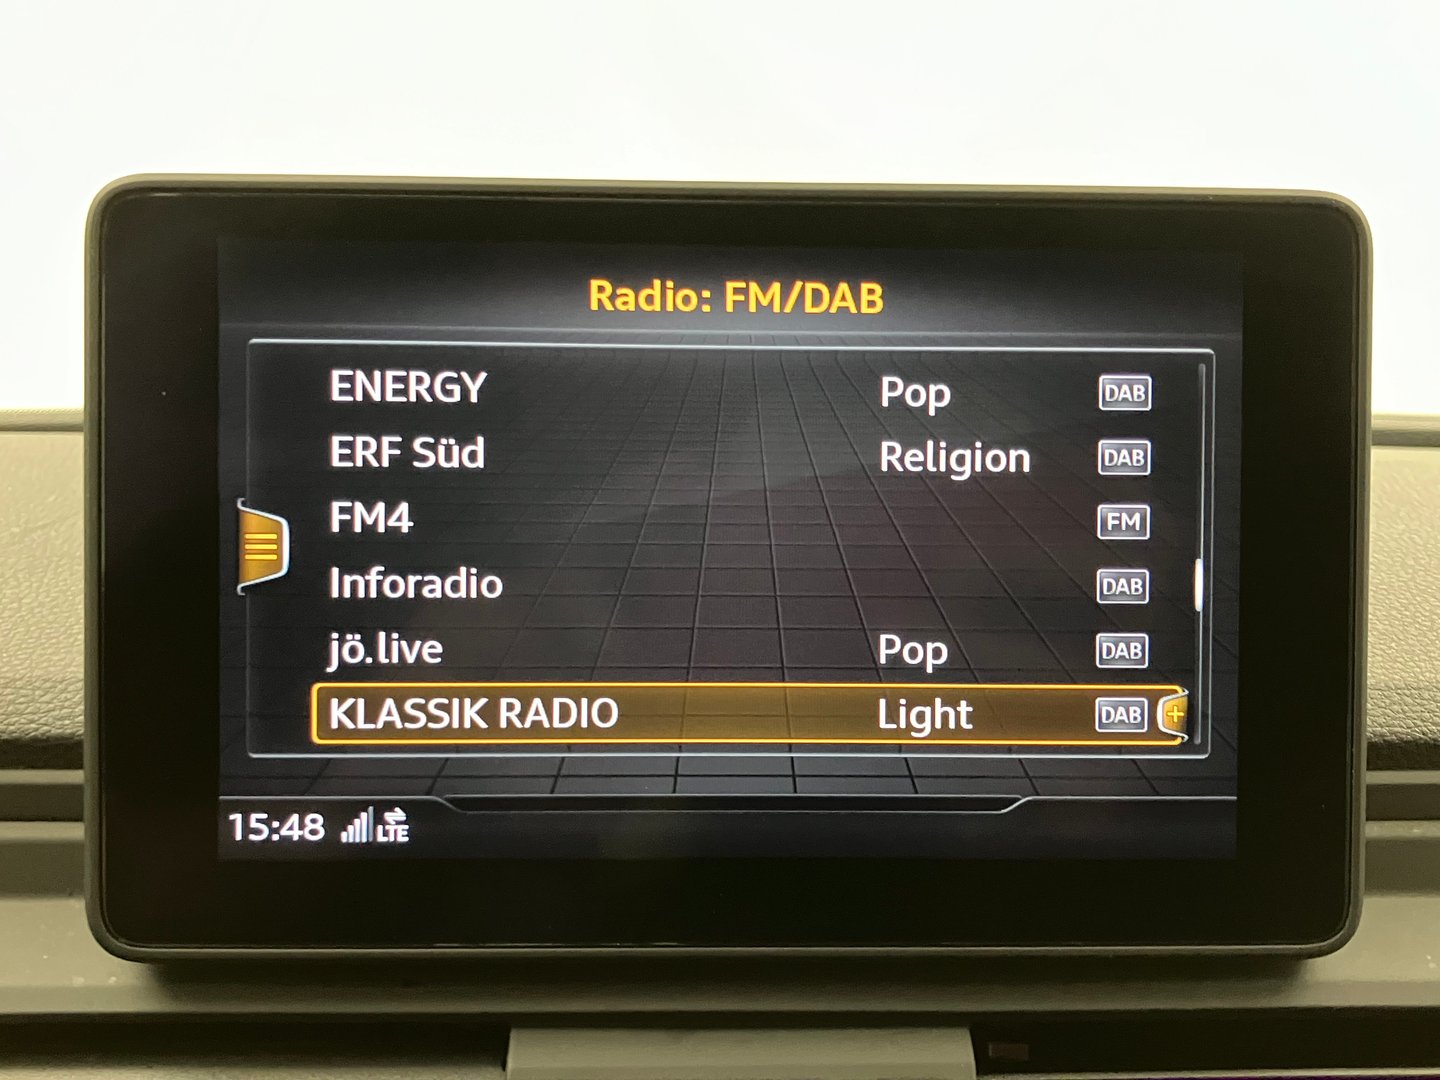 Radio: FM/DAB
ENERGY Pop DAB
ERF Süd Religion DAB
FM4 FM
Inforadio DAB
jö.live Pop DAB
KLASSIK RADIO Light DAB +
15:48 LTE